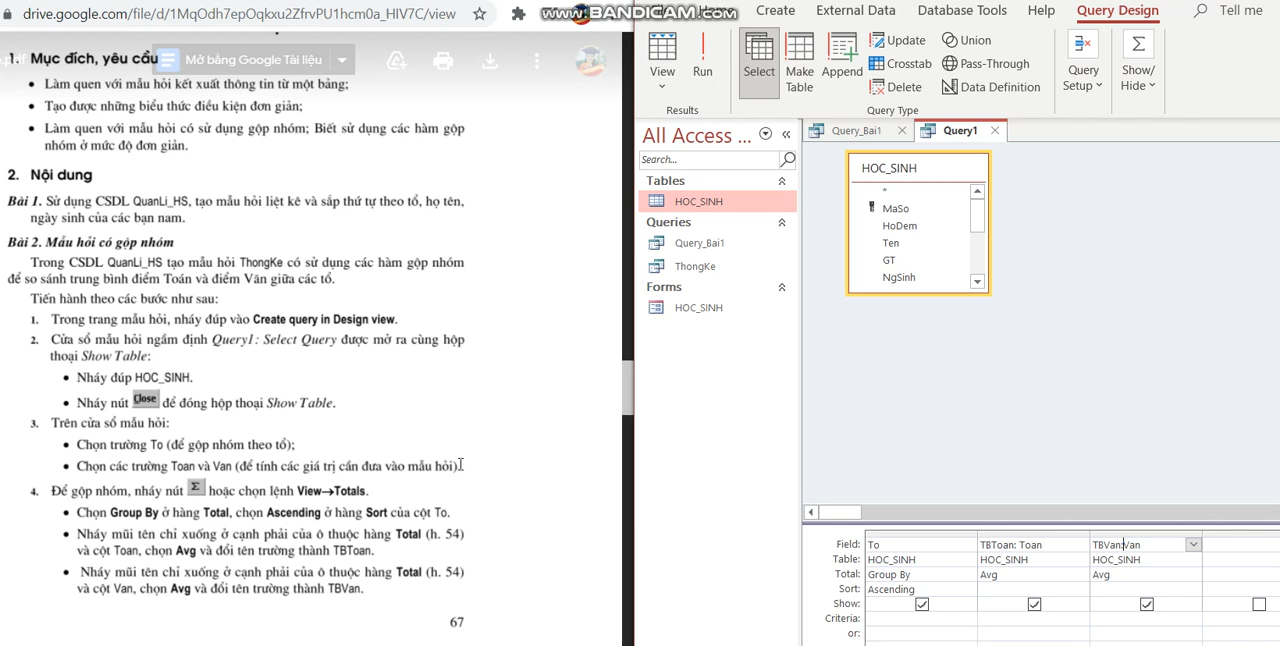 drive.google.com/file/d/1MqOdh7epOqkxu2ZfrvPU1hcm0a_HIV7C/view
www.BANDICAM.com
Home
Create
External Data
Database Tools
Help
Query Design
Tell me
Mở bằng Google Tài liệu
1. Mục đích, yêu cầu
• Làm quen với mẫu hỏi kết xuất thông tin từ một bảng;
• Tạo được những biểu thức điều kiện đơn giản;
• Làm quen với mẫu hỏi có sử dụng gộp nhóm; Biết sử dụng các hàm gộp
nhóm ở mức độ đơn giản.
2. Nội dung
Bài 1. Sử dụng CSDL QuanLi_HS, tạo mẫu hỏi liệt kê và sắp thứ tự theo tổ, họ tên,
ngày sinh của các bạn nam.
Bài 2. Mẫu hỏi có gộp nhóm
Trong CSDL QuanLi_HS tạo mẫu hỏi ThongKe có sử dụng các hàm gộp nhóm
để so sánh trung bình điểm Toán và điểm Văn giữa các tổ.
Tiến hành theo các bước như sau:
1. Trong trang mẫu hỏi, nháy đúp vào Create query in Design view.
2. Cửa sổ mẫu hỏi ngầm định Query1: Select Query được mở ra cùng hộp
thoại Show Table:
• Nháy đúp HOC_SINH.
• Nháy nút Close để đóng hộp thoại Show Table.
3. Trên cửa sổ mẫu hỏi:
• Chọn trường To (để gộp nhóm theo tổ);
• Chọn các trường Toan và Van (để tính các giá trị cần đưa vào mẫu hỏi).
4. Để gộp nhóm, nháy nút Σ hoặc chọn lệnh View→Totals.
• Chọn Group By ở hàng Total, chọn Ascending ở hàng Sort của cột To.
• Nháy mũi tên chỉ xuống ở cạnh phải của ô thuộc hàng Total (h. 54)
và cột Toan, chọn Avg và đổi tên trường thành TBToan.
• Nháy mũi tên chỉ xuống ở cạnh phải của ô thuộc hàng Total (h. 54)
và cột Van, chọn Avg và đổi tên trường thành TBVan.
67
View
Run
Results
Select
Make
Table
Append
Update
Crosstab
Delete
Union
Pass-Through
Data Definition
Query Type
Query
Setup
Show/
Hide
All Access ...
Search...
Tables
HOC_SINH
Queries
Query_Bai1
ThongKe
Forms
HOC_SINH
Query_Bai1
Query1
HOC_SINH
*
MaSo
HoDem
Ten
GT
NgSinh
Field: To TBToan: Toan TBVan:Van
Table: HOC_SINH HOC_SINH HOC_SINH
Total: Group By Avg Avg
Sort: Ascending
Show:
Criteria:
or: